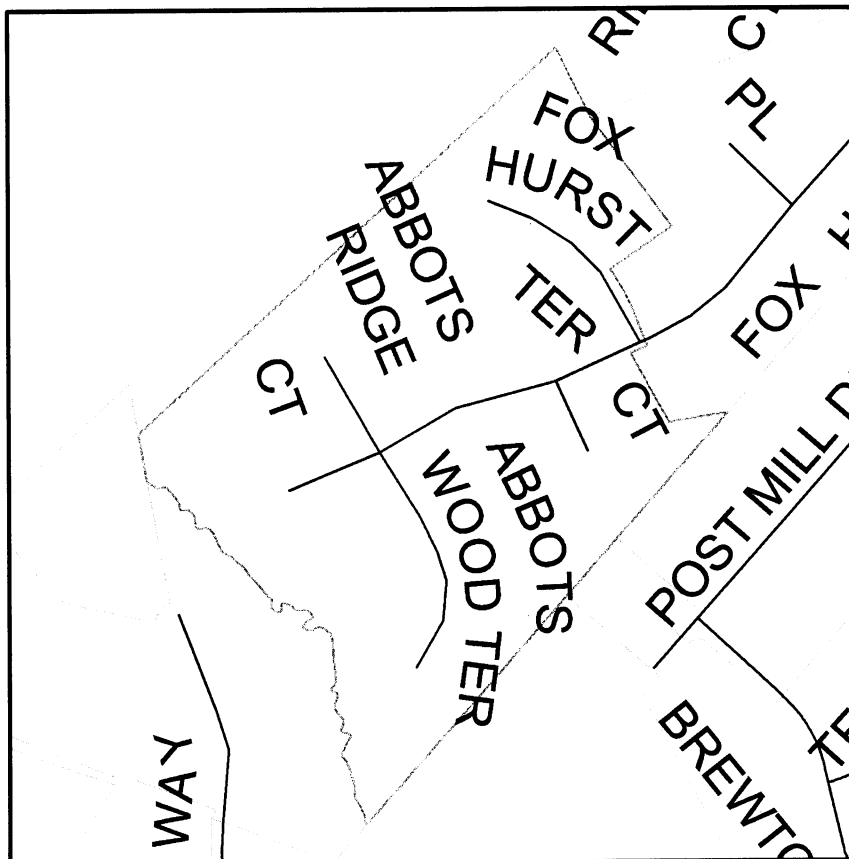 FOX
HURST
TER
PL
ABBOTS
RIDGE
CT
FOX
CT
ABBOTS
WOOD TER
POST MILL
WAY